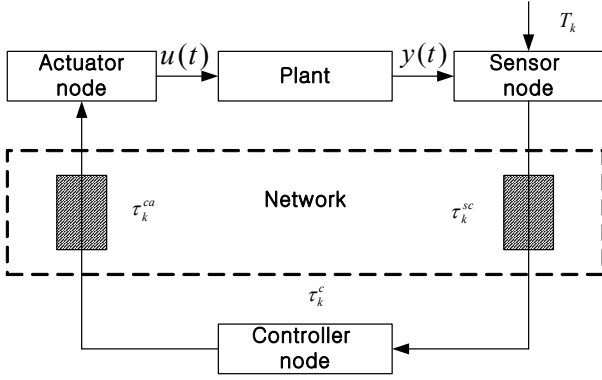 T_k
Actuator
node
u(t)
Plant
y(t)
Sensor
node
Network
τ_k^{ca}
τ_k^{sc}
τ_k^c
Controller
node